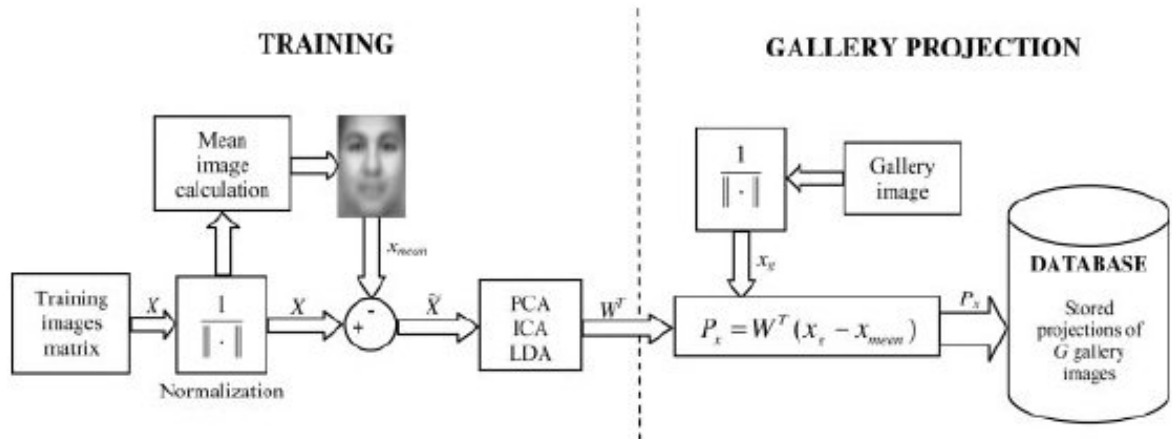 TRAINING
GALLERY PROJECTION
Mean
image
calculation
x_mean
Training
images
matrix
X
1
‖ · ‖
Normalization
X
+ -
X̃
PCA
ICA
LDA
W^T
1
‖ · ‖
Gallery
image
x_g
P_x = W^T (x_g − x_mean)
P_x
DATABASE
Stored
projections of
G gallery
images